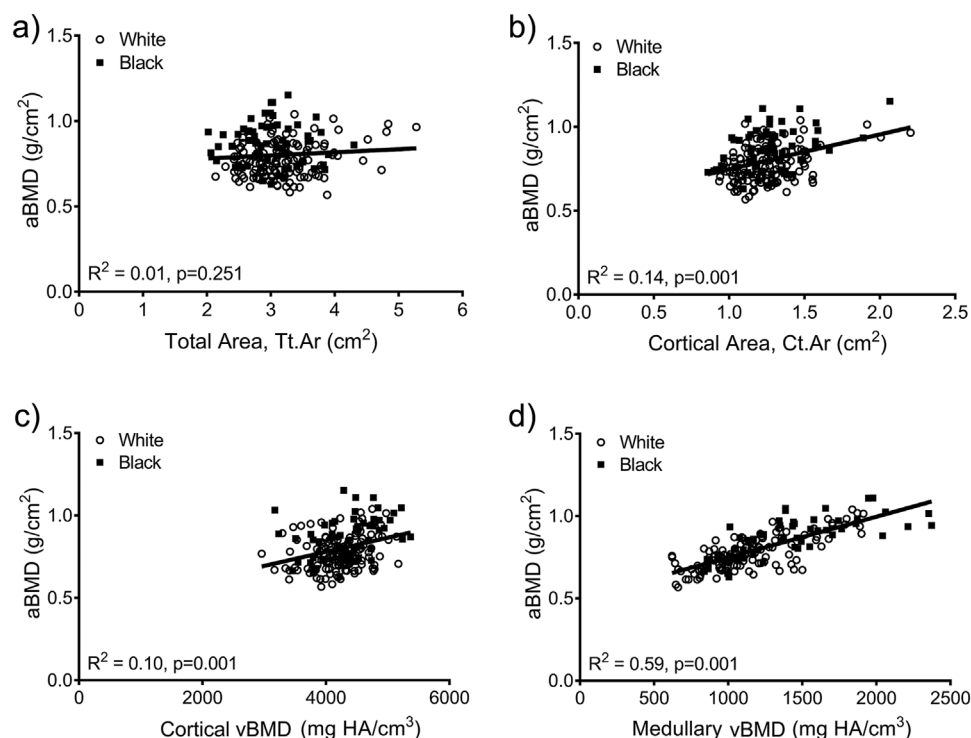 a)
○ White
■ Black
1.5
1.0
0.5
0.0
aBMD (g/cm²)
R² = 0.01, p=0.251
0 1 2 3 4 5 6
Total Area, Tt.Ar (cm²)
b)
○ White
■ Black
1.5
1.0
0.5
0.0
aBMD (g/cm²)
R² = 0.14, p=0.001
0.5 1.0 1.5 2.0 2.5
Cortical Area, Ct.Ar (cm²)
c)
○ White
■ Black
1.5
1.0
0.5
0.0
aBMD (g/cm²)
R² = 0.10, p=0.001
0 2000 4000 6000
Cortical vBMD (mg HA/cm³)
d)
○ White
■ Black
1.5
1.0
0.5
0.0
aBMD (g/cm²)
R² = 0.59, p=0.001
0 500 1000 1500 2000 2500
Medullary vBMD (mg HA/cm³)